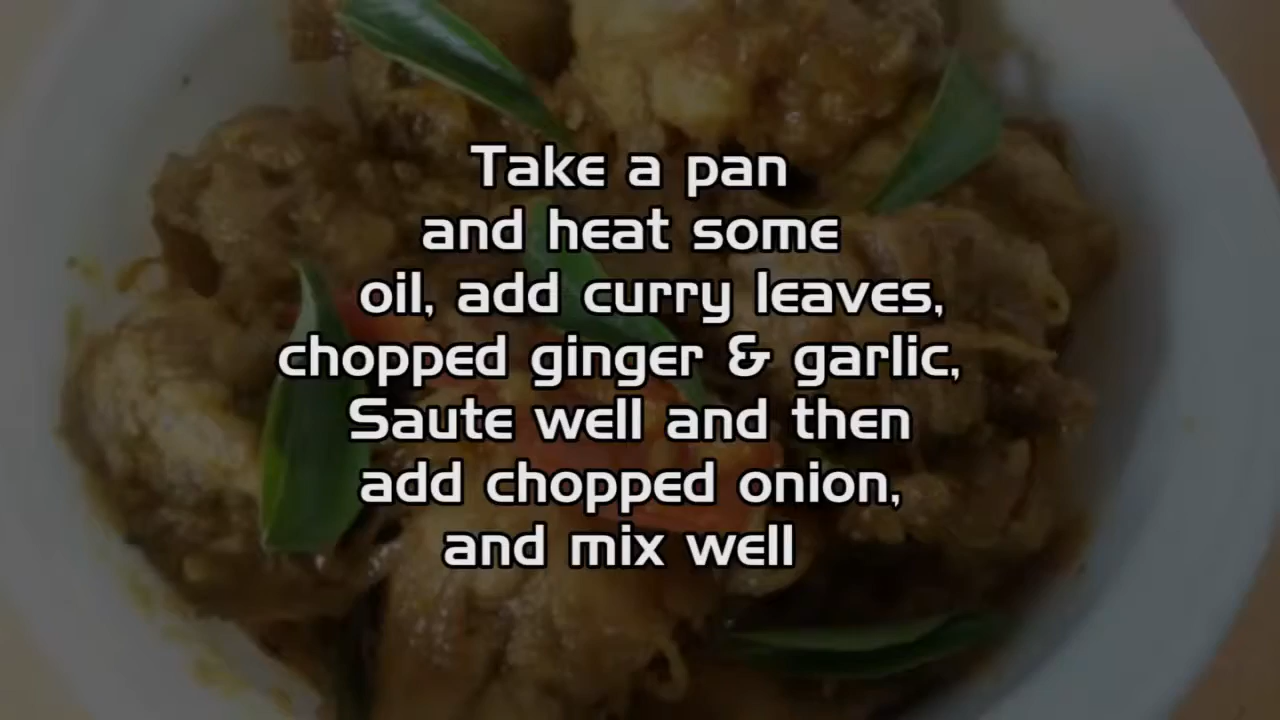 Take a pan
and heat some
oil, add curry leaves,
chopped ginger & garlic,
Saute well and then
add chopped onion,
and mix well